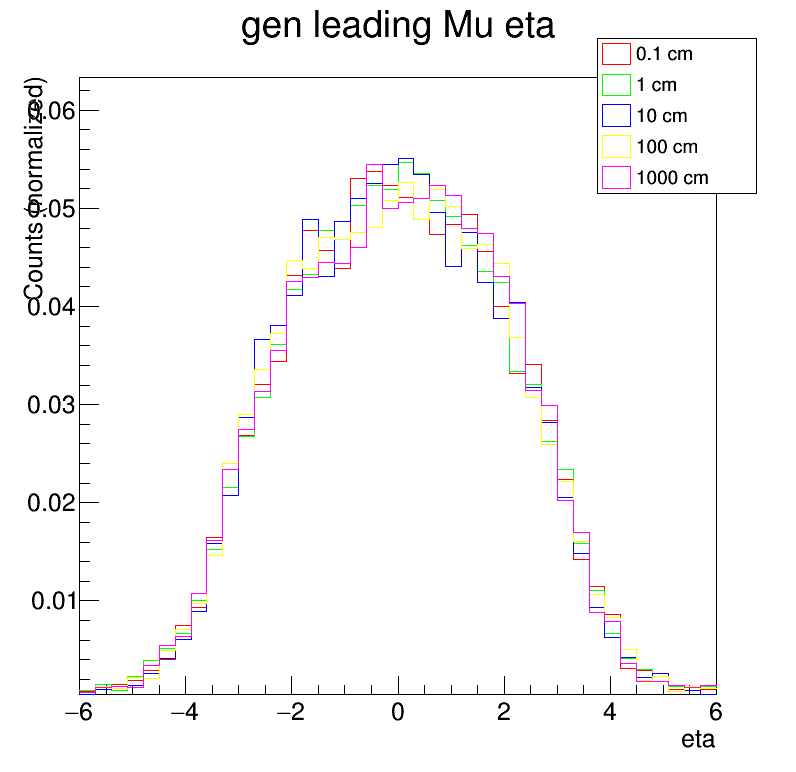 gen leading Mu eta
0.1 cm
1 cm
10 cm
100 cm
1000 cm
Counts (normalized)
0.06
0.05
0.04
0.03
0.02
0.01
−6 −4 −2 0 2 4 6
eta